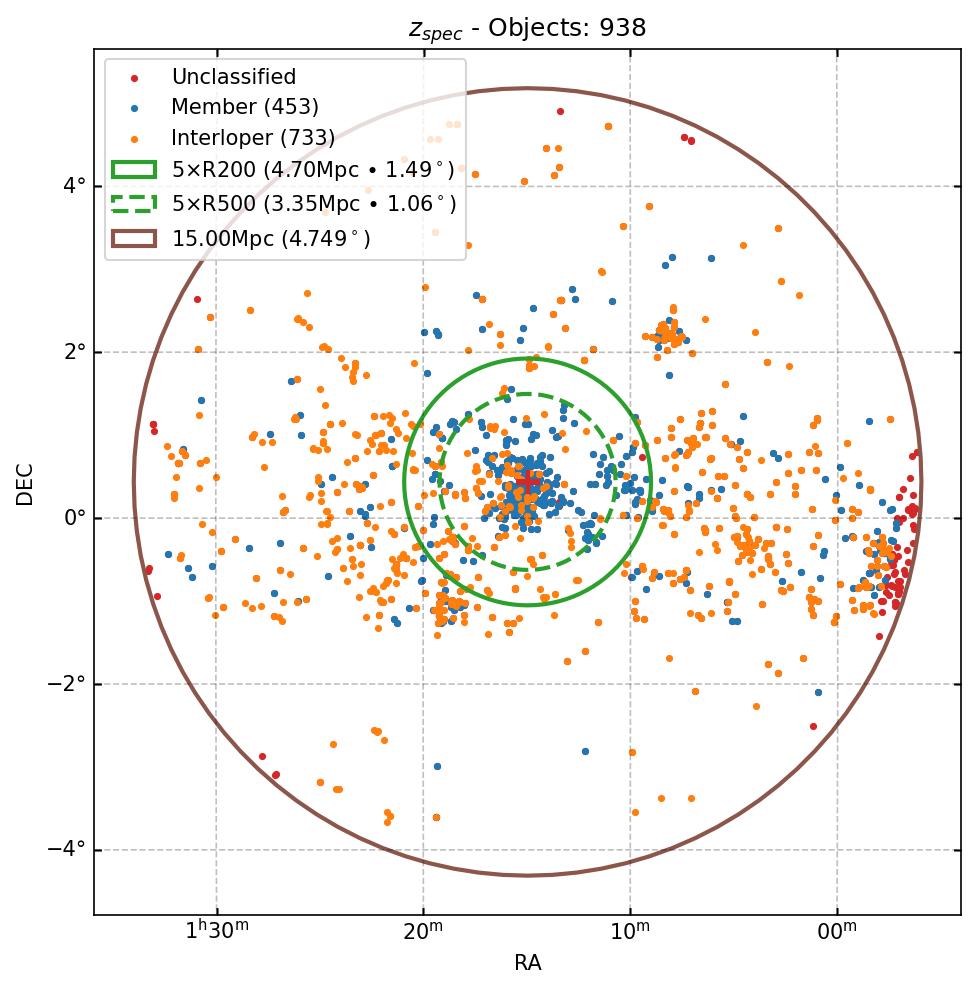 z_spec - Objects: 938
Unclassified
Member (453)
Interloper (733)
5×R200 (4.70Mpc • 1.49°)
5×R500 (3.35Mpc • 1.06°)
15.00Mpc (4.749°)
4°
2°
0°
−2°
−4°
DEC
1ʰ30ᵐ 20ᵐ 10ᵐ 00ᵐ
RA